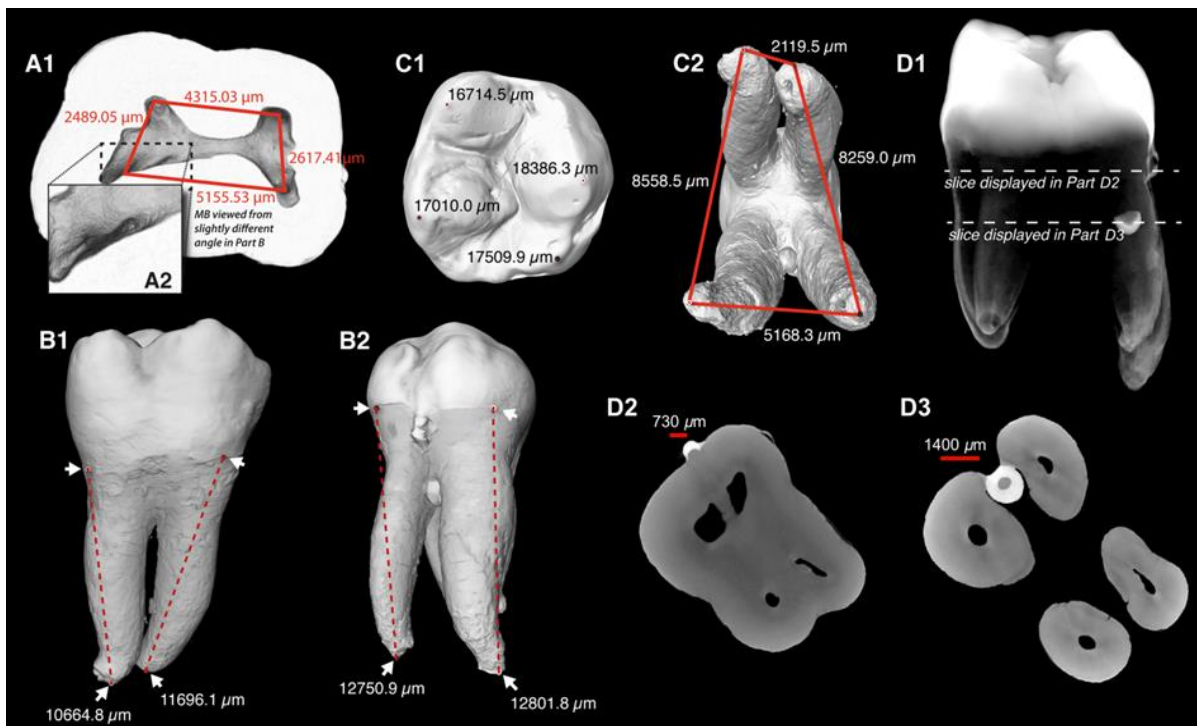 A1
4315.03 µm
2489.05 µm
2617.41µm
5155.53 µm
MB viewed from
slightly different
angle in Part B
A2
C1
16714.5 µm
18386.3 µm
17010.0 µm
17509.9 µm
C2
2119.5 µm
8259.0 µm
8558.5 µm
5168.3 µm
D1
slice displayed in Part D2
slice displayed in Part D3
B1
10664.8 µm
11696.1 µm
B2
12750.9 µm
12801.8 µm
D2
730 µm
D3
1400 µm